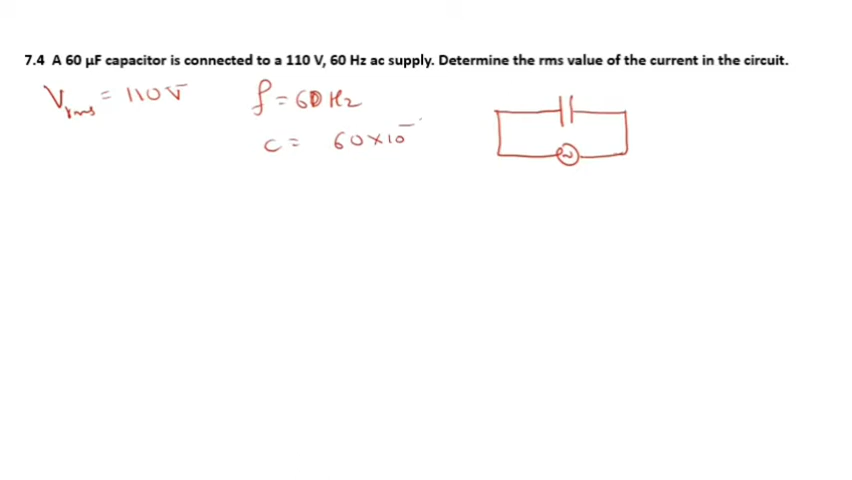 7.4 A 60 µF capacitor is connected to a 110 V, 60 Hz ac supply. Determine the rms value of the current in the circuit.
Vrms = 110V f = 60 Hz
c = 60×10⁻